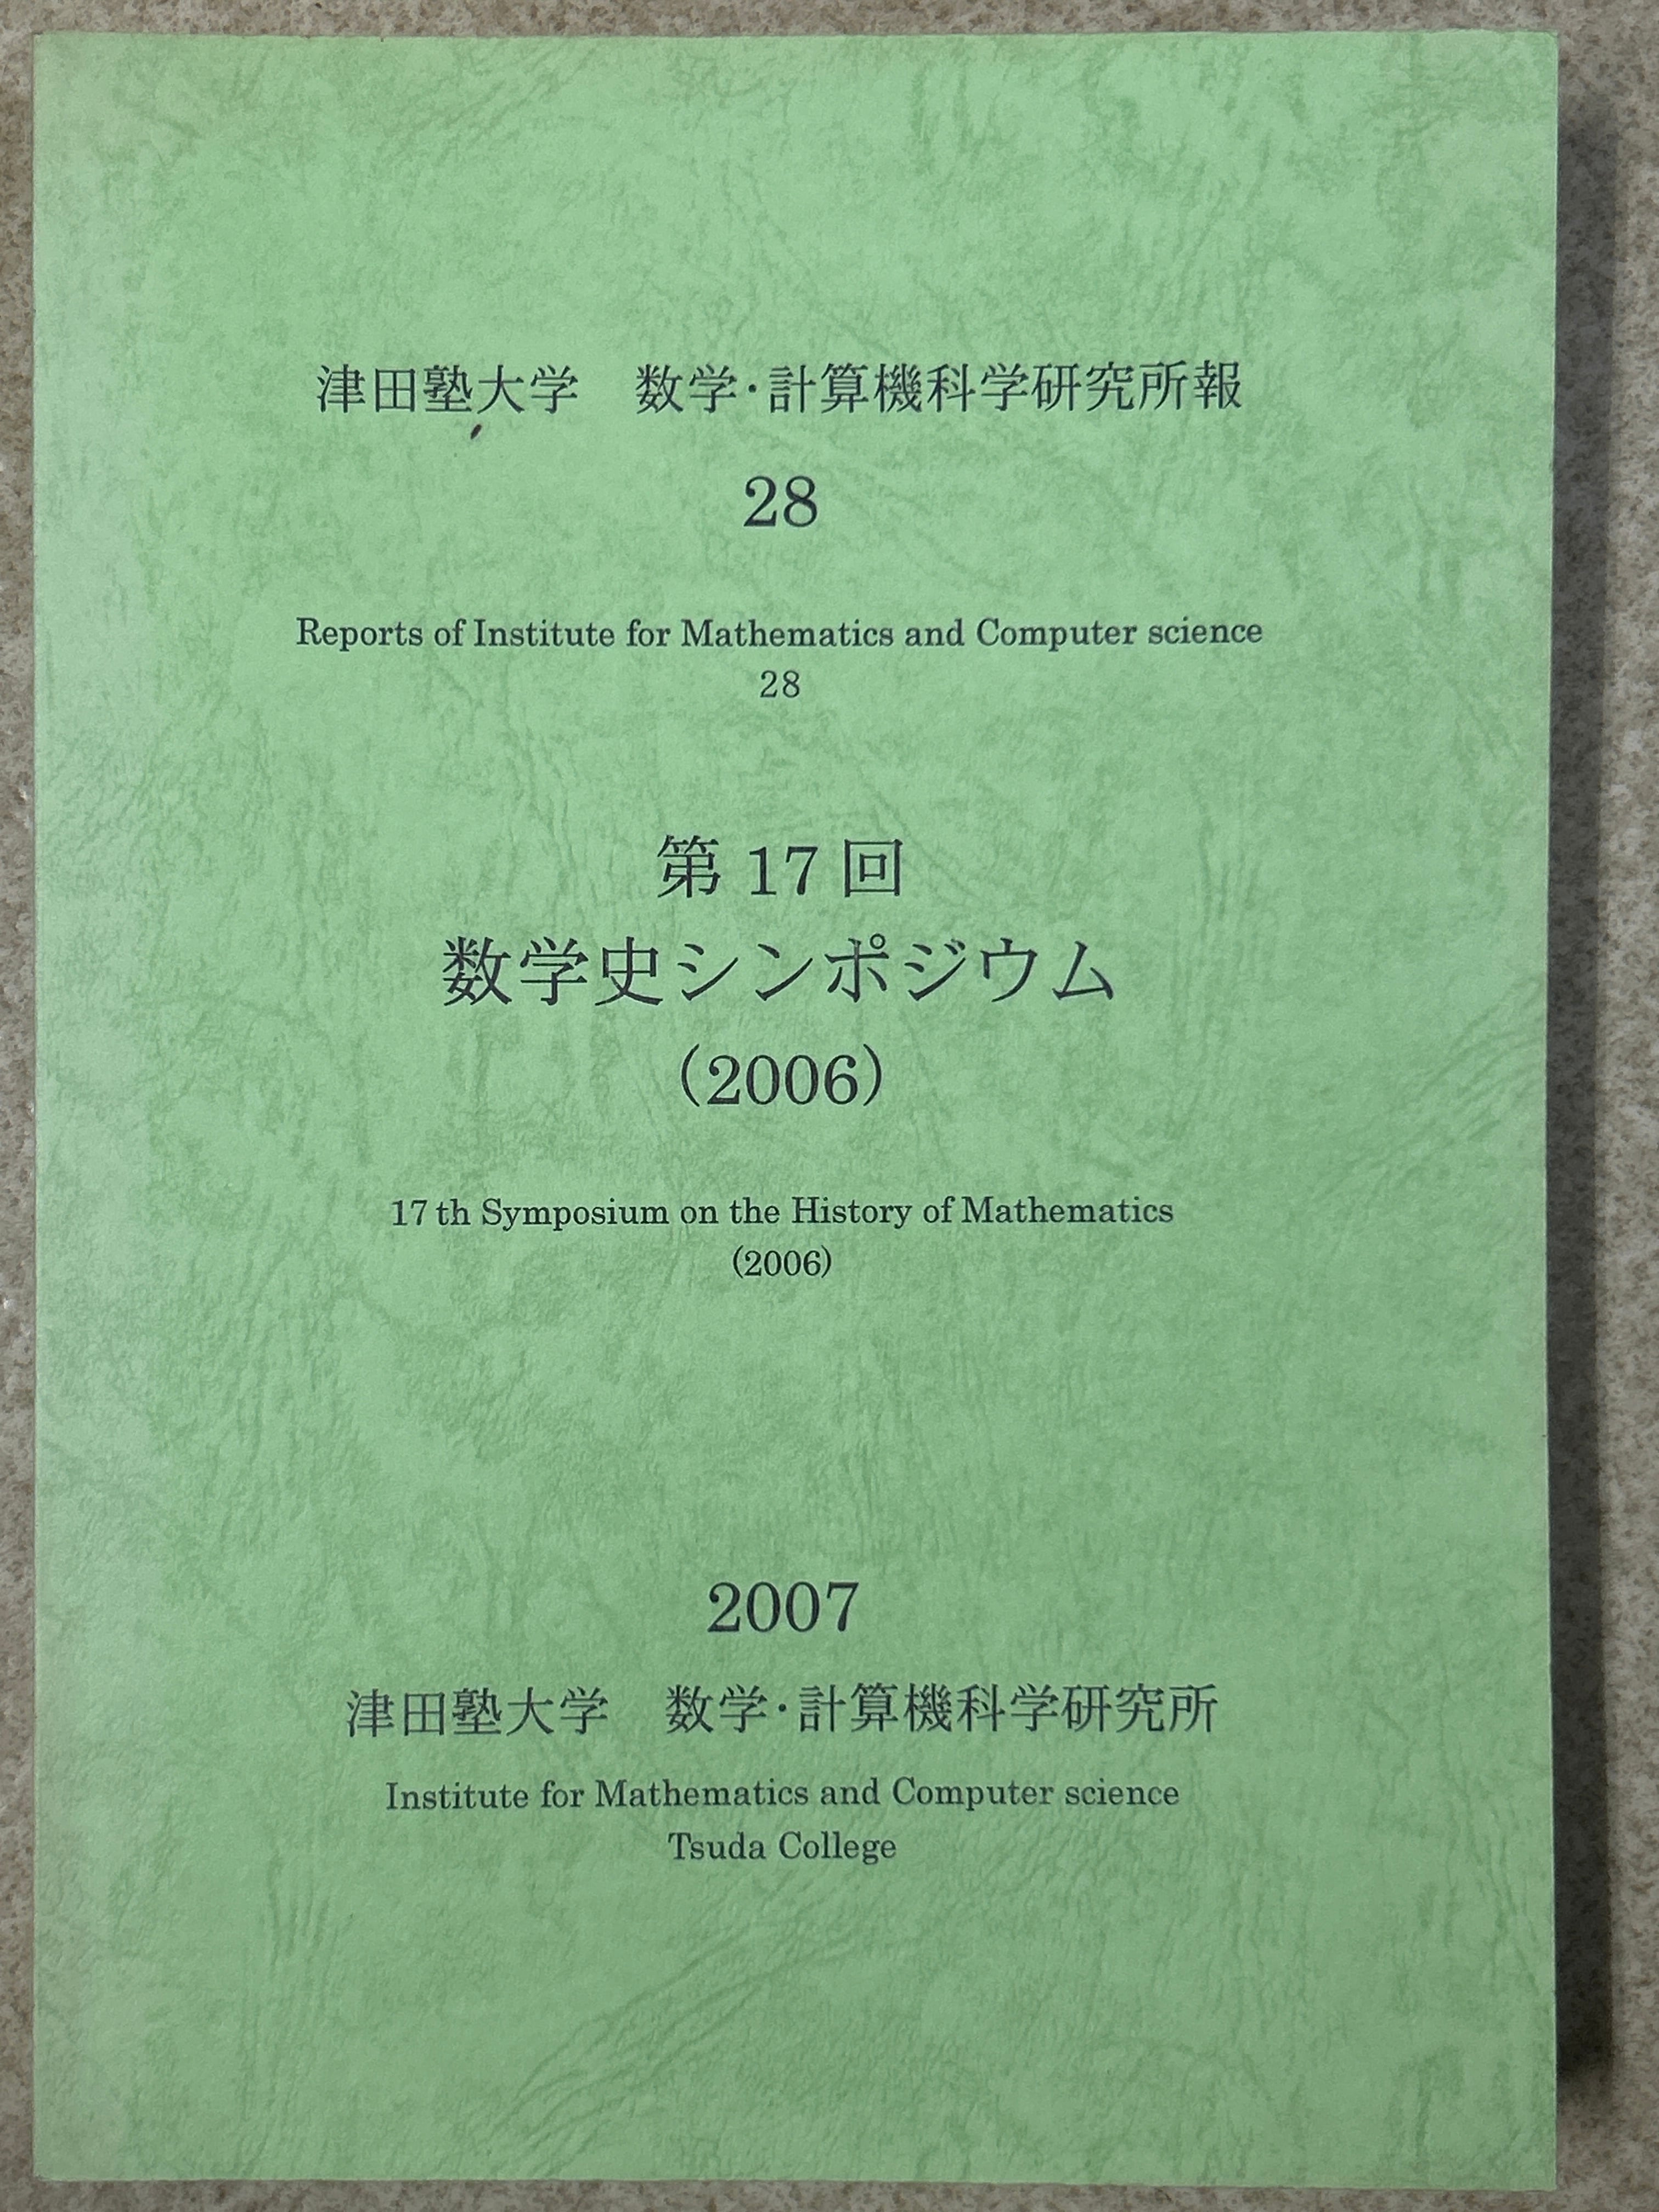 津田塾大学　数学・計算機科学研究所報
28
Reports of Institute for Mathematics and Computer science
28
第 17 回
数学史シンポジウム
(2006)
17 th Symposium on the History of Mathematics
(2006)
2007
津田塾大学　数学・計算機科学研究所
Institute for Mathematics and Computer science
Tsuda College